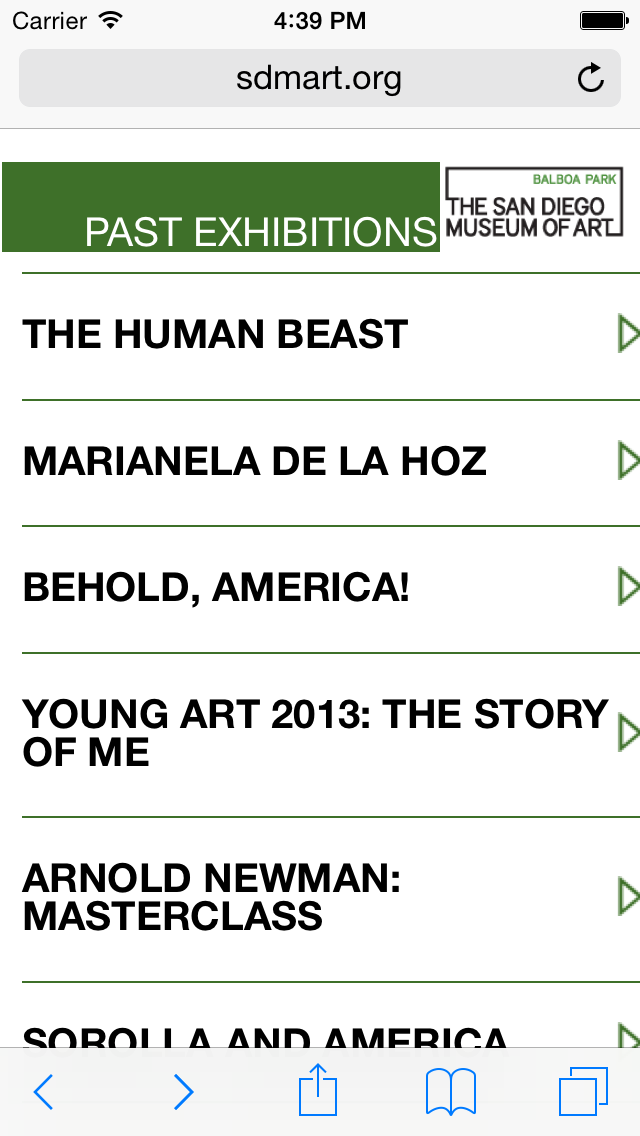 Carrier 4:39 PM
sdmart.org
PAST EXHIBITIONS
BALBOA PARK
THE SAN DIEGO
MUSEUM OF ART
THE HUMAN BEAST
MARIANELA DE LA HOZ
BEHOLD, AMERICA!
YOUNG ART 2013: THE STORY
OF ME
ARNOLD NEWMAN:
MASTERCLASS
SOROLLA AND AMERICA